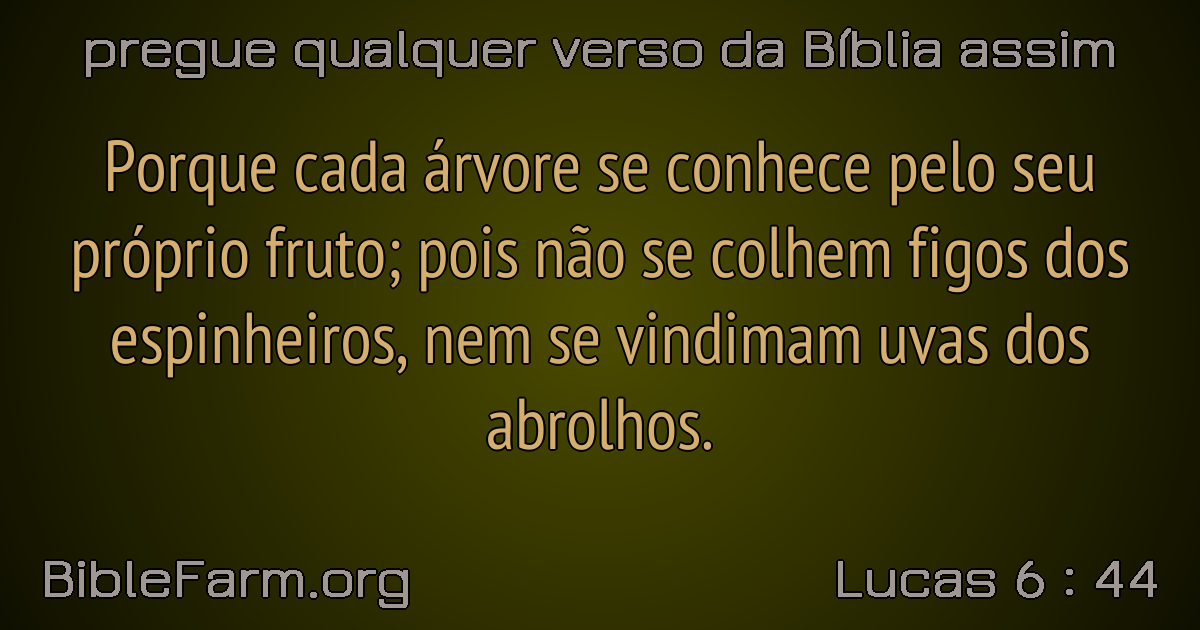 pregue qualquer verso da Bíblia assim
Porque cada árvore se conhece pelo seu
próprio fruto; pois não se colhem figos dos
espinheiros, nem se vindimam uvas dos
abrolhos.
BibleFarm.org
Lucas 6 : 44